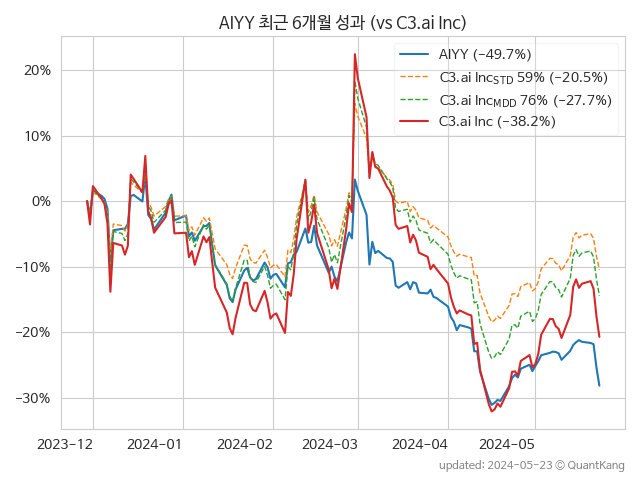 AIYY 최근 6개월 성과 (vs C3.ai Inc)
AIYY (−49.7%)
C3.ai Inc_STD 59% (−20.5%)
C3.ai Inc_MDD 76% (−27.7%)
C3.ai Inc (−38.2%)
20%
10%
0%
−10%
−20%
−30%
2023-12 2024-01 2024-02 2024-03 2024-04 2024-05
updated: 2024-05-23 ⓒ QuantKang